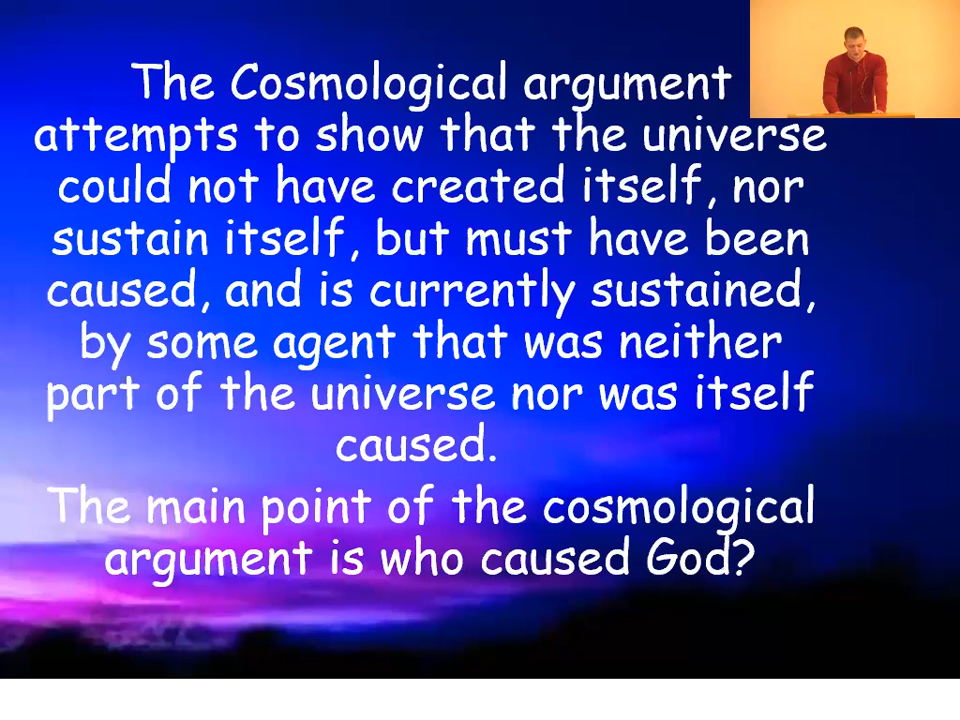 The Cosmological argument
attempts to show that the universe
could not have created itself, nor
sustain itself, but must have been
caused, and is currently sustained,
by some agent that was neither
part of the universe nor was itself
caused.
The main point of the cosmological
argument is who caused God?